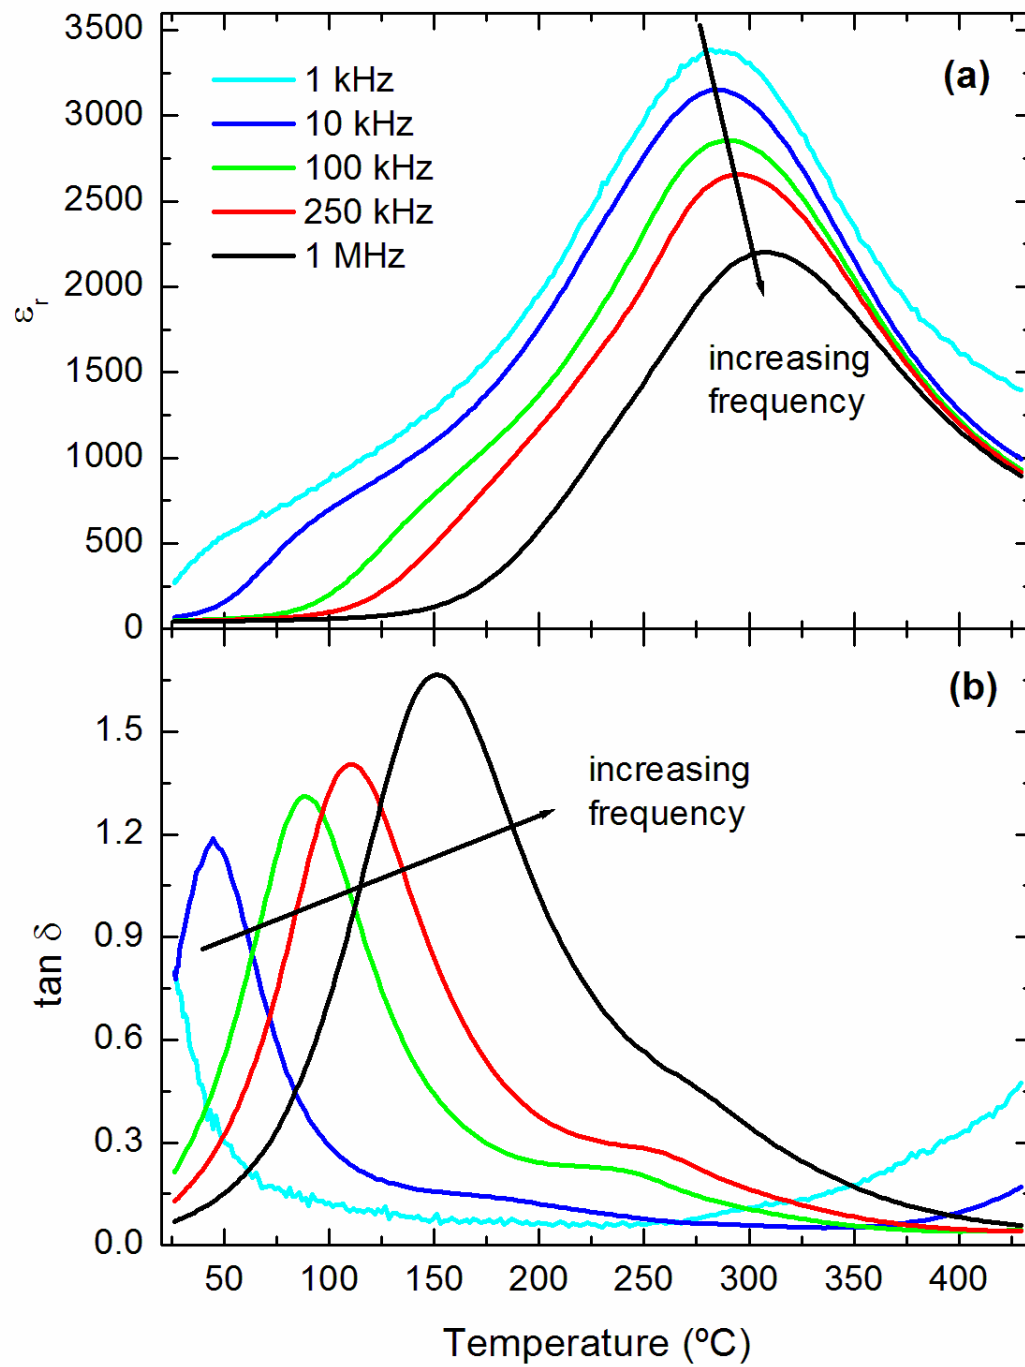 3500
3000
2500
2000
1500
1000
500
0
εr
1 kHz
10 kHz
100 kHz
250 kHz
1 MHz
(a)
increasing
frequency
1.5
1.2
0.9
0.6
0.3
0.0
tan δ
(b)
increasing
frequency
50 100 150 200 250 300 350 400
Temperature (ºC)